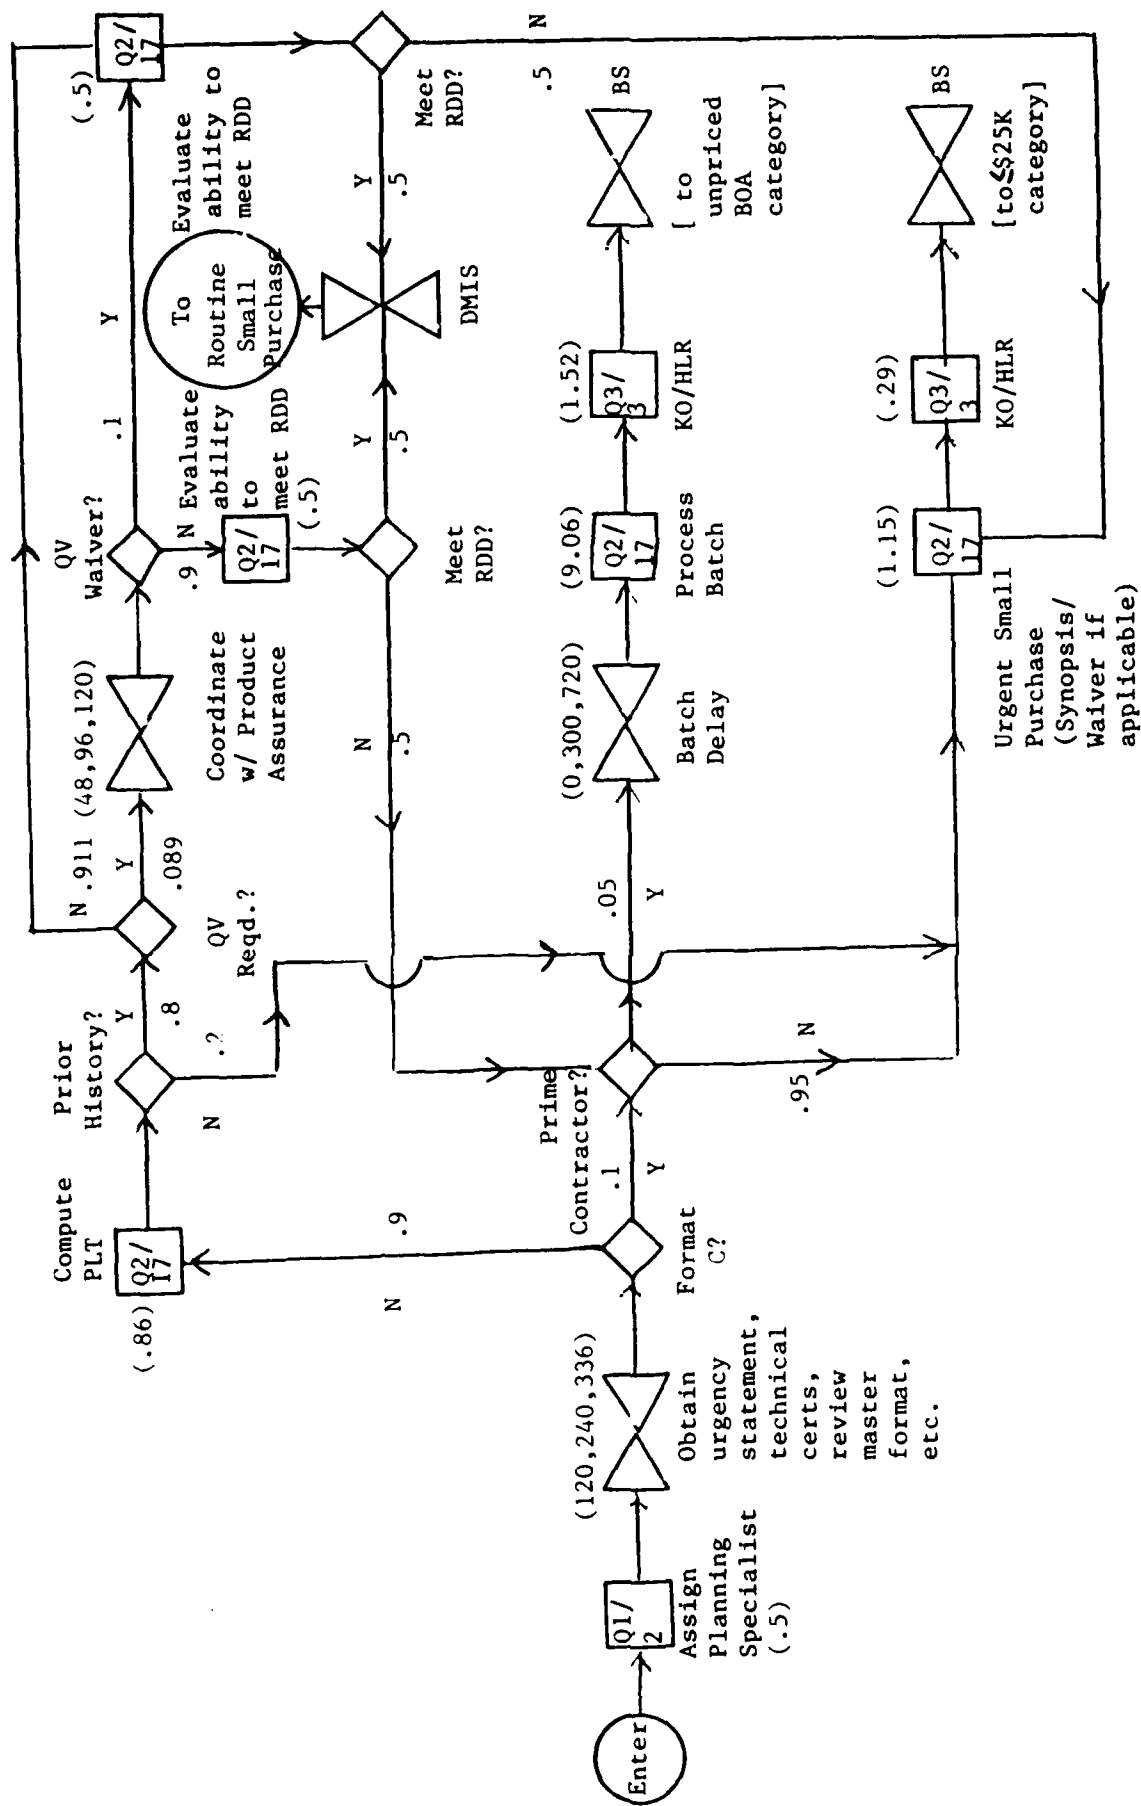 Enter
Q1/
2
Assign
Planning
Specialist
(.5)
(120,240,336)
Obtain
urgency
statement,
technical
certs,
review
master
format,
etc.
Format
C?
N
.9
.1
Y
(.86)
Q2/
17
Compute
PLT
Prior
History?
Y
.8
.2
N
QV
Reqd.?
N .911
Y
.089
(48,96,120)
Coordinate
w/ Product
Assurance
QV
Waiver?
.1
Y
.9
N
Evaluate
ability
to
meet RDD
(.5)
Q2/
17
Meet
RDD?
N
.5
Y
.5
DMIS
To
Routine
Small
Purchase
Evaluate
ability to
meet RDD
(.5)
Q2/
17
Meet
RDD?
Y
.5
N
.5
Prime
Contractor?
.05
Y
N
.95
(0,300,720)
Batch
Delay
(9.06)
Q2/
17
Process
Batch
(1.52)
Q3/
3
KO/HLR
BS
[ to
unpriced
BOA
category]
(1.15)
Q2/
17
Urgent Small
Purchase
(Synopsis/
Waiver if
applicable)
(.29)
Q3/
3
KO/HLR
BS
[to≤$25K
category]